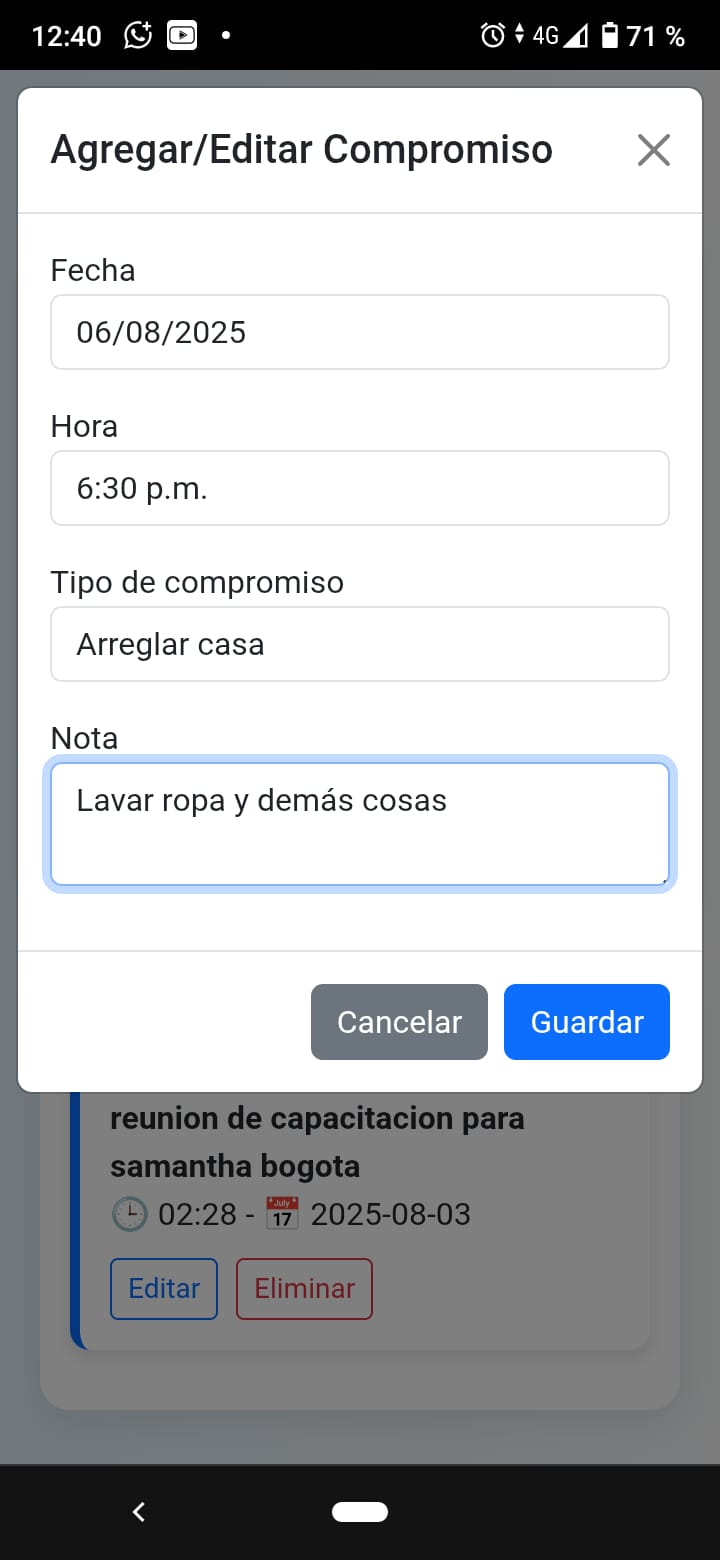 12:40 4G 71 %
Agregar/Editar Compromiso
Fecha
06/08/2025
Hora
6:30 p.m.
Tipo de compromiso
Arreglar casa
Nota
Lavar ropa y demás cosas
Cancelar Guardar
reunion de capacitacion para
samantha bogota
🕒 02:28 - 📅 2025-08-03
Editar Eliminar